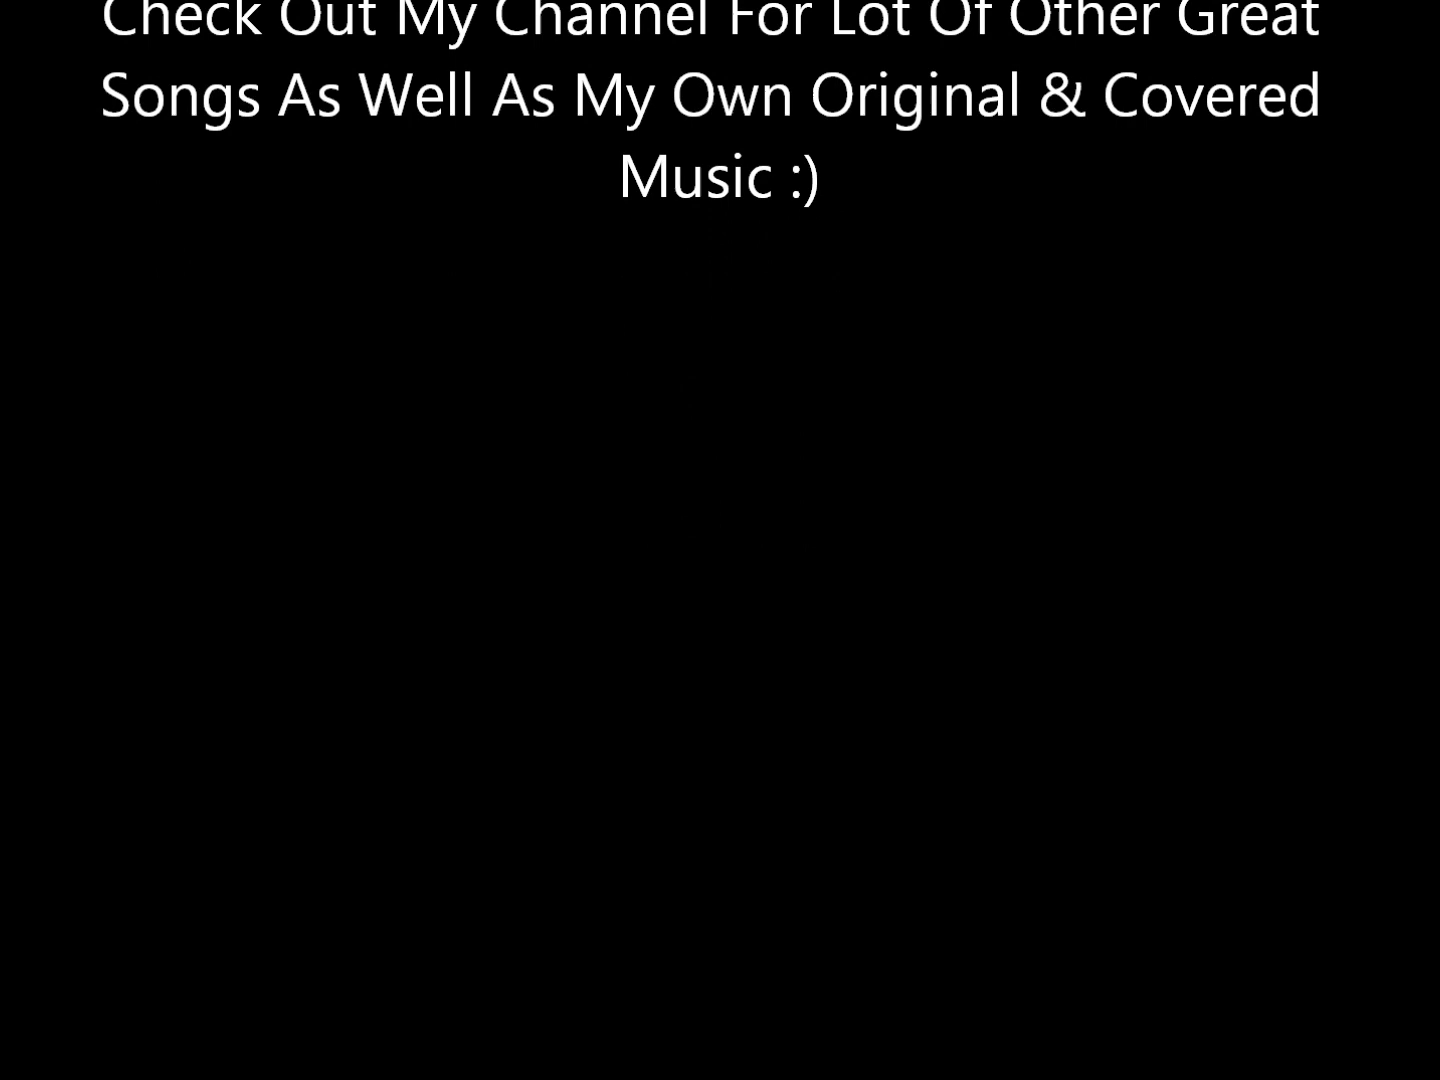 Check Out My Channel For Lot Of Other Great
Songs As Well As My Own Original & Covered
Music :)